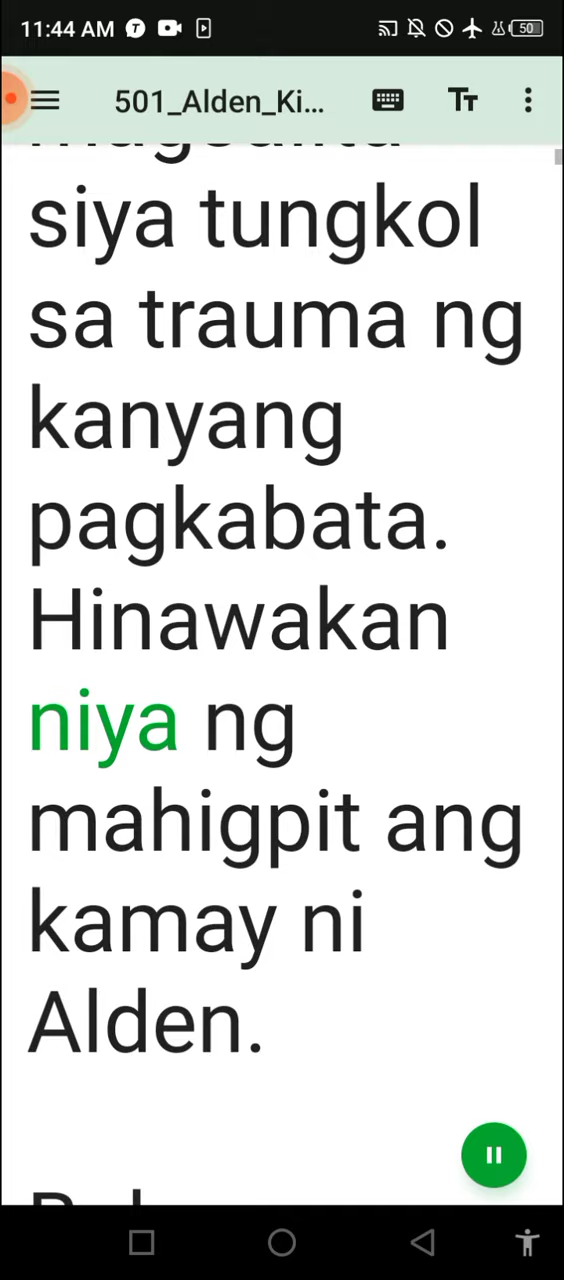 11:44 AM
50
501_Alden_Ki...
siya tungkol
sa trauma ng
kanyang
pagkabata.
Hinawakan
niya ng
mahigpit ang
kamay ni
Alden.